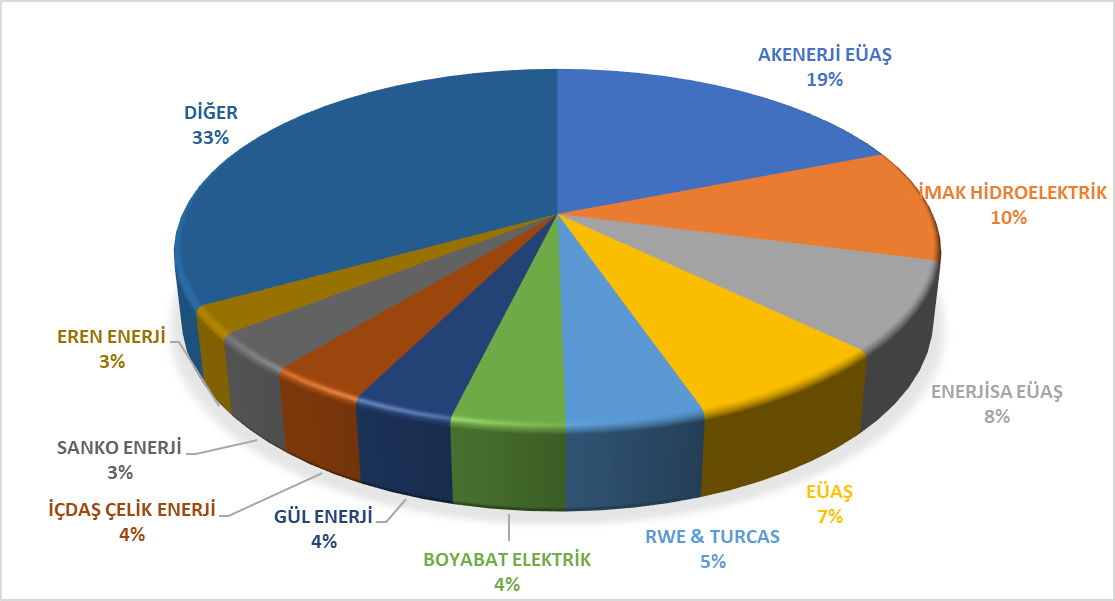 AKENERJİ EÜAŞ
19%
İMAK HİDROELEKTRİK
10%
ENERJİSA EÜAŞ
8%
EÜAŞ
7%
RWE & TURCAS
5%
BOYABAT ELEKTRİK
4%
GÜL ENERJİ
4%
İÇDAŞ ÇELİK ENERJİ
4%
SANKO ENERJİ
3%
EREN ENERJİ
3%
DİĞER
33%